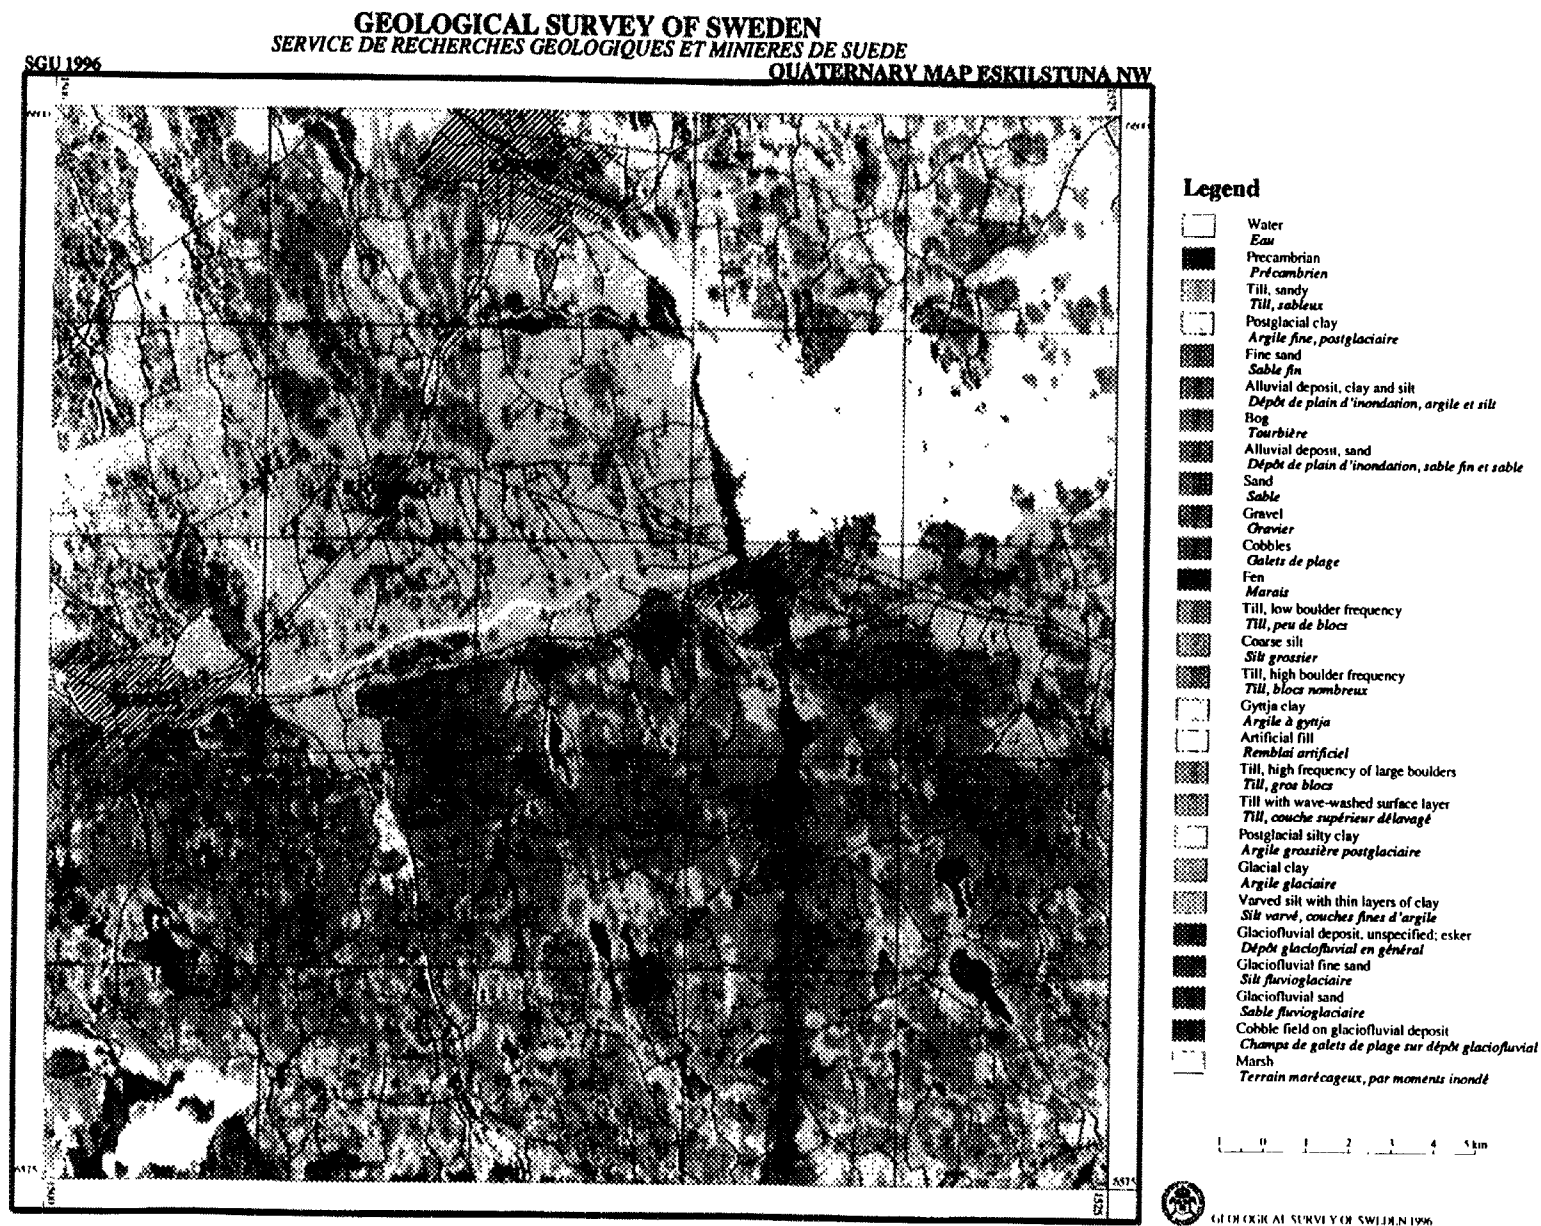 GEOLOGICAL SURVEY OF SWEDEN
SERVICE DE RECHERCHES GEOLOGIQUES ET MINIERES DE SUEDE
SGU 1996
QUATERNARY MAP ESKILSTUNA NW
Legend
Water
Eau
Precambrian
Précambrien
Till, sandy
Till, sableux
Postglacial clay
Argile fine, postglaciaire
Fine sand
Sable fin
Alluvial deposit, clay and silt
Dépôt de plain d'inondation, argile et silt
Bog
Tourbière
Alluvial deposit, sand
Dépôt de plain d'inondation, sable fin et sable
Sand
Sable
Gravel
Gravier
Cobbles
Galets de plage
Fen
Marais
Till, low boulder frequency
Till, peu de blocs
Coarse silt
Silt grossier
Till, high boulder frequency
Till, blocs nombreux
Gyttja clay
Argile à gyttja
Artificial fill
Remblai artificiel
Till, high frequency of large boulders
Till, gros blocs
Till with wave-washed surface layer
Till, couche supérieur délavagé
Postglacial silty clay
Argile grossière postglaciaire
Glacial clay
Argile glaciaire
Varved silt with thin layers of clay
Silt varvé, couches fines d'argile
Glaciofluvial deposit, unspecified; esker
Dépôt glaciofluvial en général
Glaciofluvial fine sand
Silt fluvioglaciaire
Glaciofluvial sand
Sable fluvioglaciaire
Cobble field on glaciofluvial deposit
Champs de galets de plage sur dépôt glaciofluvial
Marsh
Terrain marécageux, par moments inondé
1 0 1 2 3 4 5 km
6575
6575
1500
1525
GEOLOGICAL SURVEY OF SWEDEN 1996